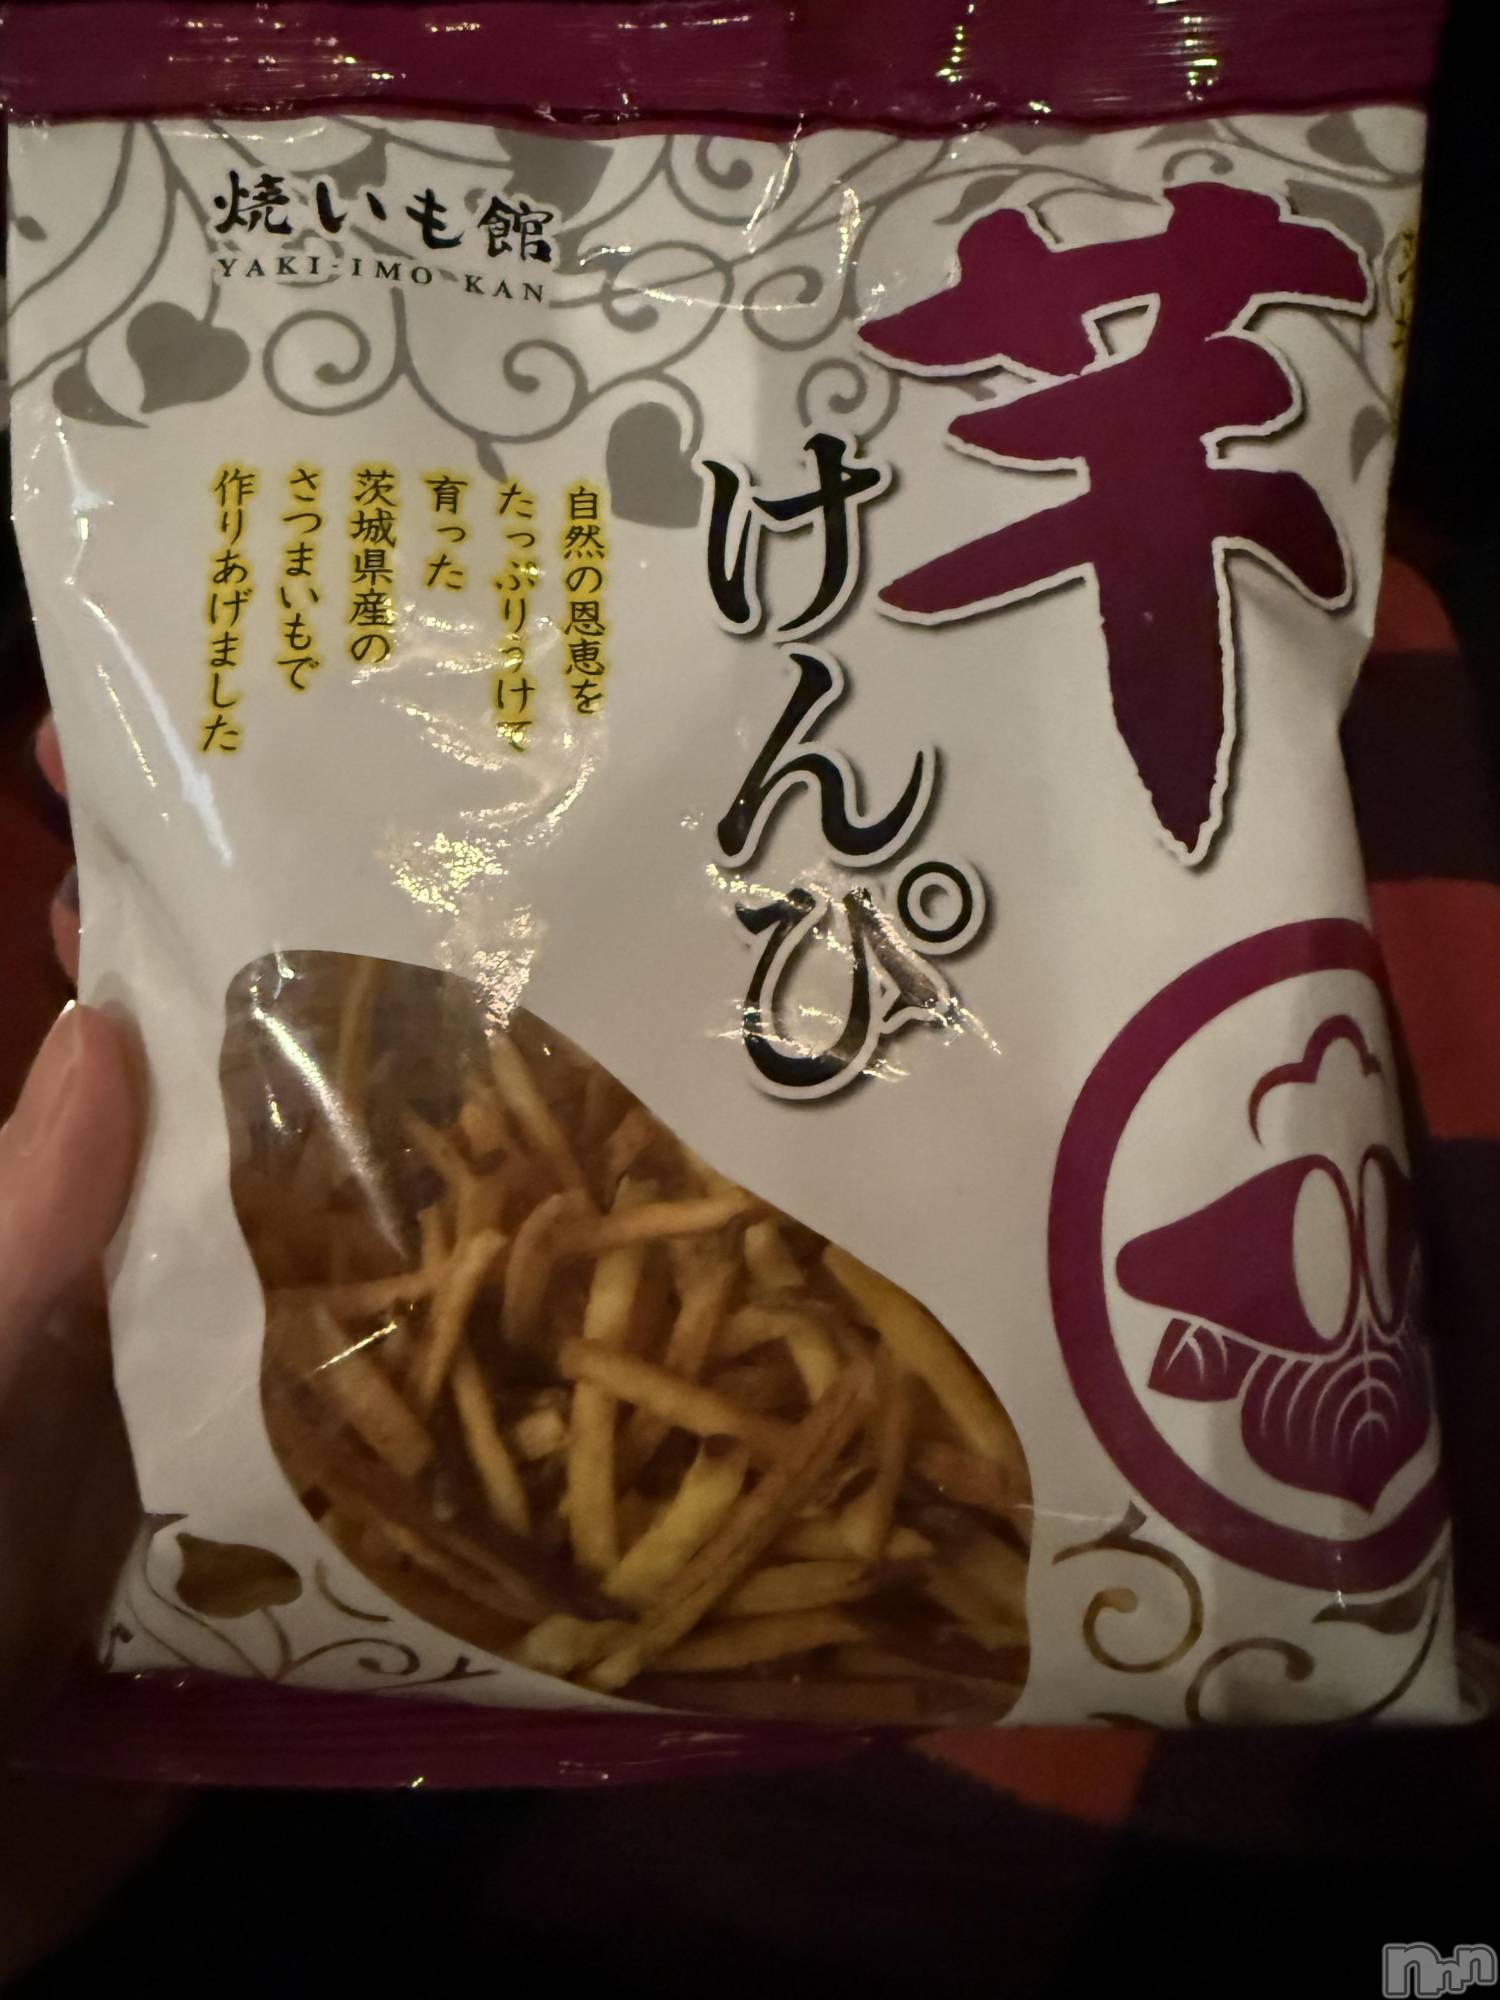 焼いも館
YAKI-IMO KAN
芋
けんぴ
自然の恩恵を
たっぷりうけて
育った
茨城県産の
さつまいもで
作りあげました
nnn